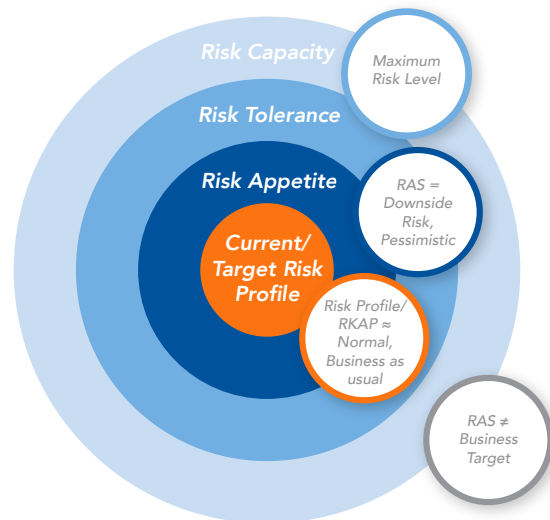 Risk Capacity
Maximum
Risk Level
Risk Tolerance
Risk Appetite
RAS =
Downside
Risk,
Pessimistic
Current/
Target Risk
Profile
Risk Profile/
RKAP ≈
Normal,
Business as
usual
RAS ≠
Business
Target